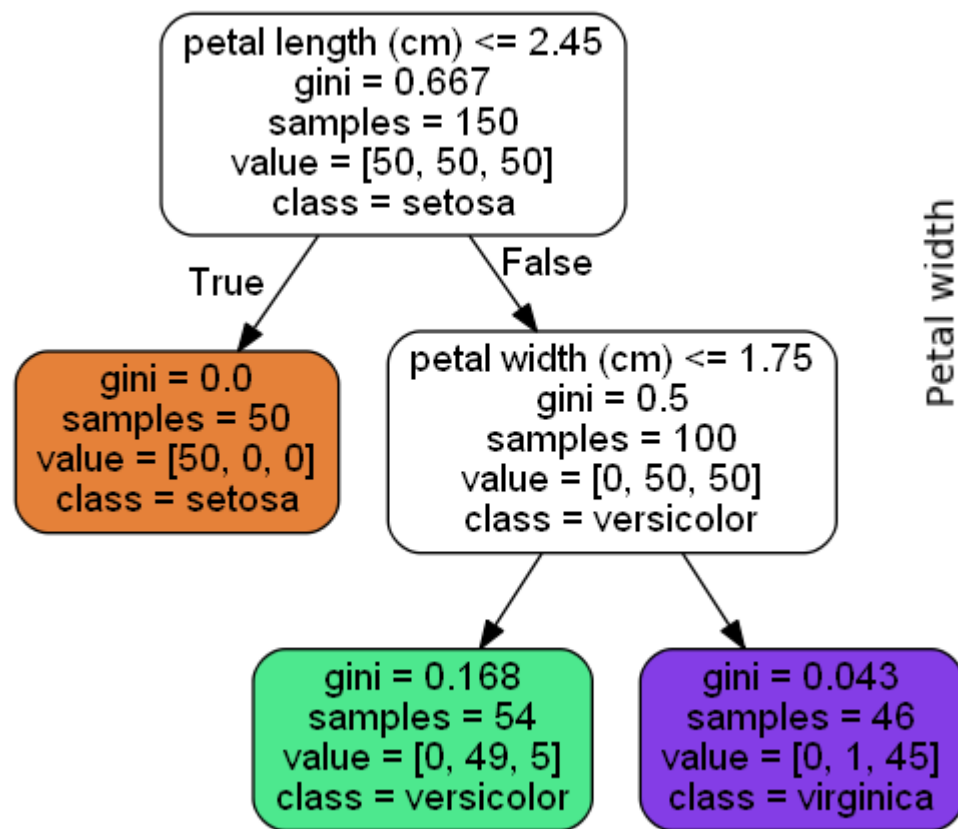 petal length (cm) <= 2.45
gini = 0.667
samples = 150
value = [50, 50, 50]
class = setosa
True
False
gini = 0.0
samples = 50
value = [50, 0, 0]
class = setosa
petal width (cm) <= 1.75
gini = 0.5
samples = 100
value = [0, 50, 50]
class = versicolor
gini = 0.168
samples = 54
value = [0, 49, 5]
class = versicolor
gini = 0.043
samples = 46
value = [0, 1, 45]
class = virginica
Petal width